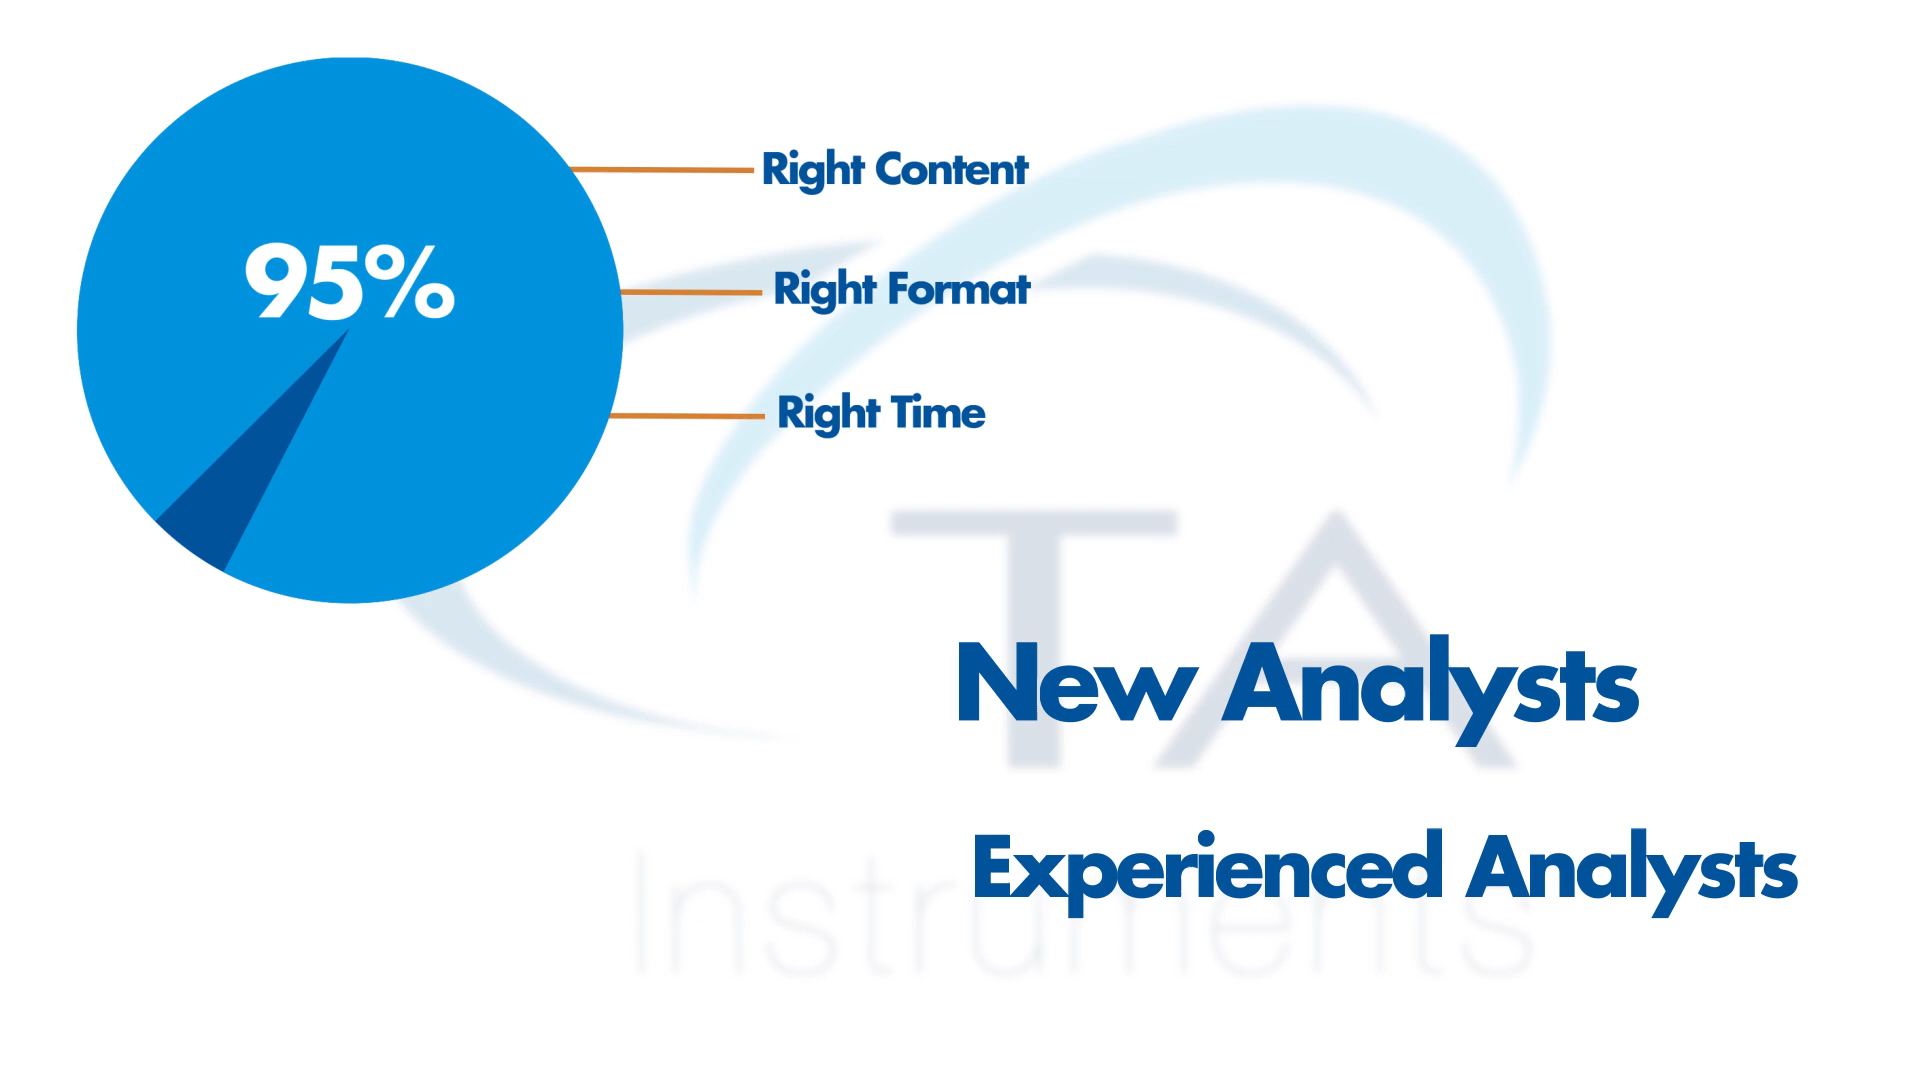 95%
Right Content
Right Format
Right Time
TA
New Analysts
Experienced Analysts
Instruments